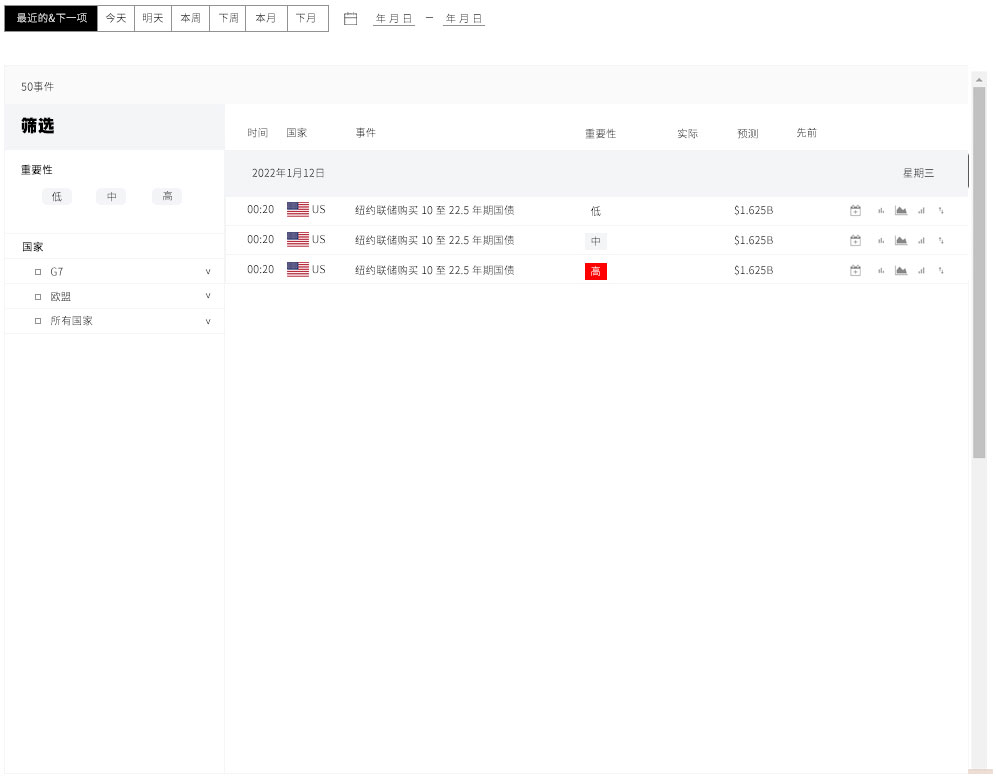 最近的&下一项 今天 明天 本周 下周 本月 下月 年 月 日 – 年 月 日
50事件
筛选
重要性
低 中 高
国家
G7 v
欧盟 v
所有国家 v
时间 国家 事件 重要性 实际 预测 先前
2022年1月12日 星期三
00:20 US 纽约联储购买 10 至 22.5 年期国债 低 $1.625B
00:20 US 纽约联储购买 10 至 22.5 年期国债 中 $1.625B
00:20 US 纽约联储购买 10 至 22.5 年期国债 高 $1.625B